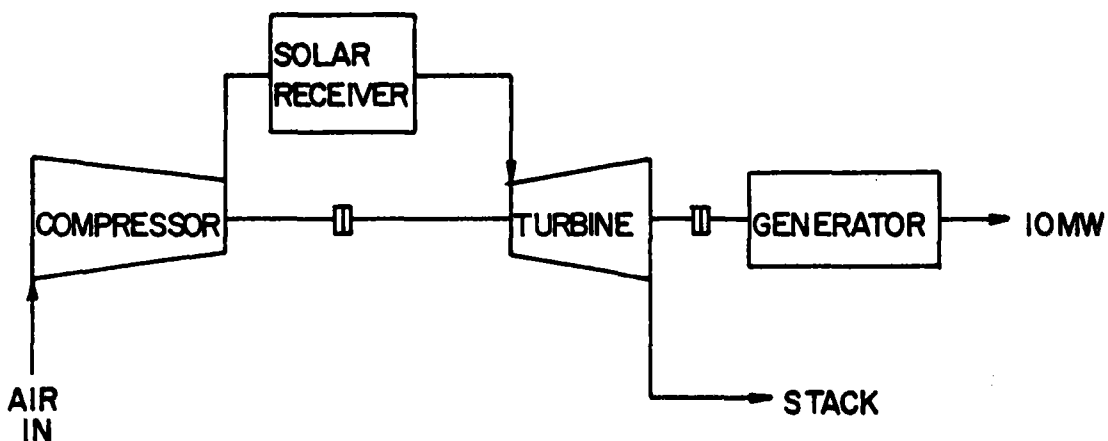 SOLAR
RECEIVER
COMPRESSOR
TURBINE
GENERATOR
10MW
AIR
IN
STACK